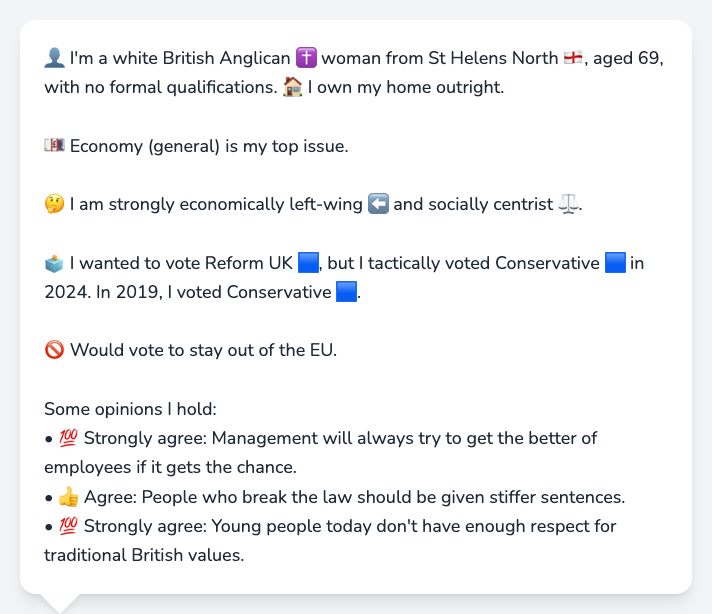 👤 I'm a white British Anglican ✝️ woman from St Helens North 🏴󠁧󠁢󠁥󠁮󠁧󠁿, aged 69,
with no formal qualifications. 🏠 I own my home outright.
💷 Economy (general) is my top issue.
🤔 I am strongly economically left-wing ⬅️ and socially centrist ⚖️.
🗳️ I wanted to vote Reform UK 🟦, but I tactically voted Conservative 🟦 in
2024. In 2019, I voted Conservative 🟦.
🚫 Would vote to stay out of the EU.
Some opinions I hold:
• 💯 Strongly agree: Management will always try to get the better of
employees if it gets the chance.
• 👍 Agree: People who break the law should be given stiffer sentences.
• 💯 Strongly agree: Young people today don't have enough respect for
traditional British values.